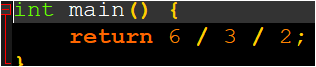 int main() {
    return 6 / 3 / 2;
}